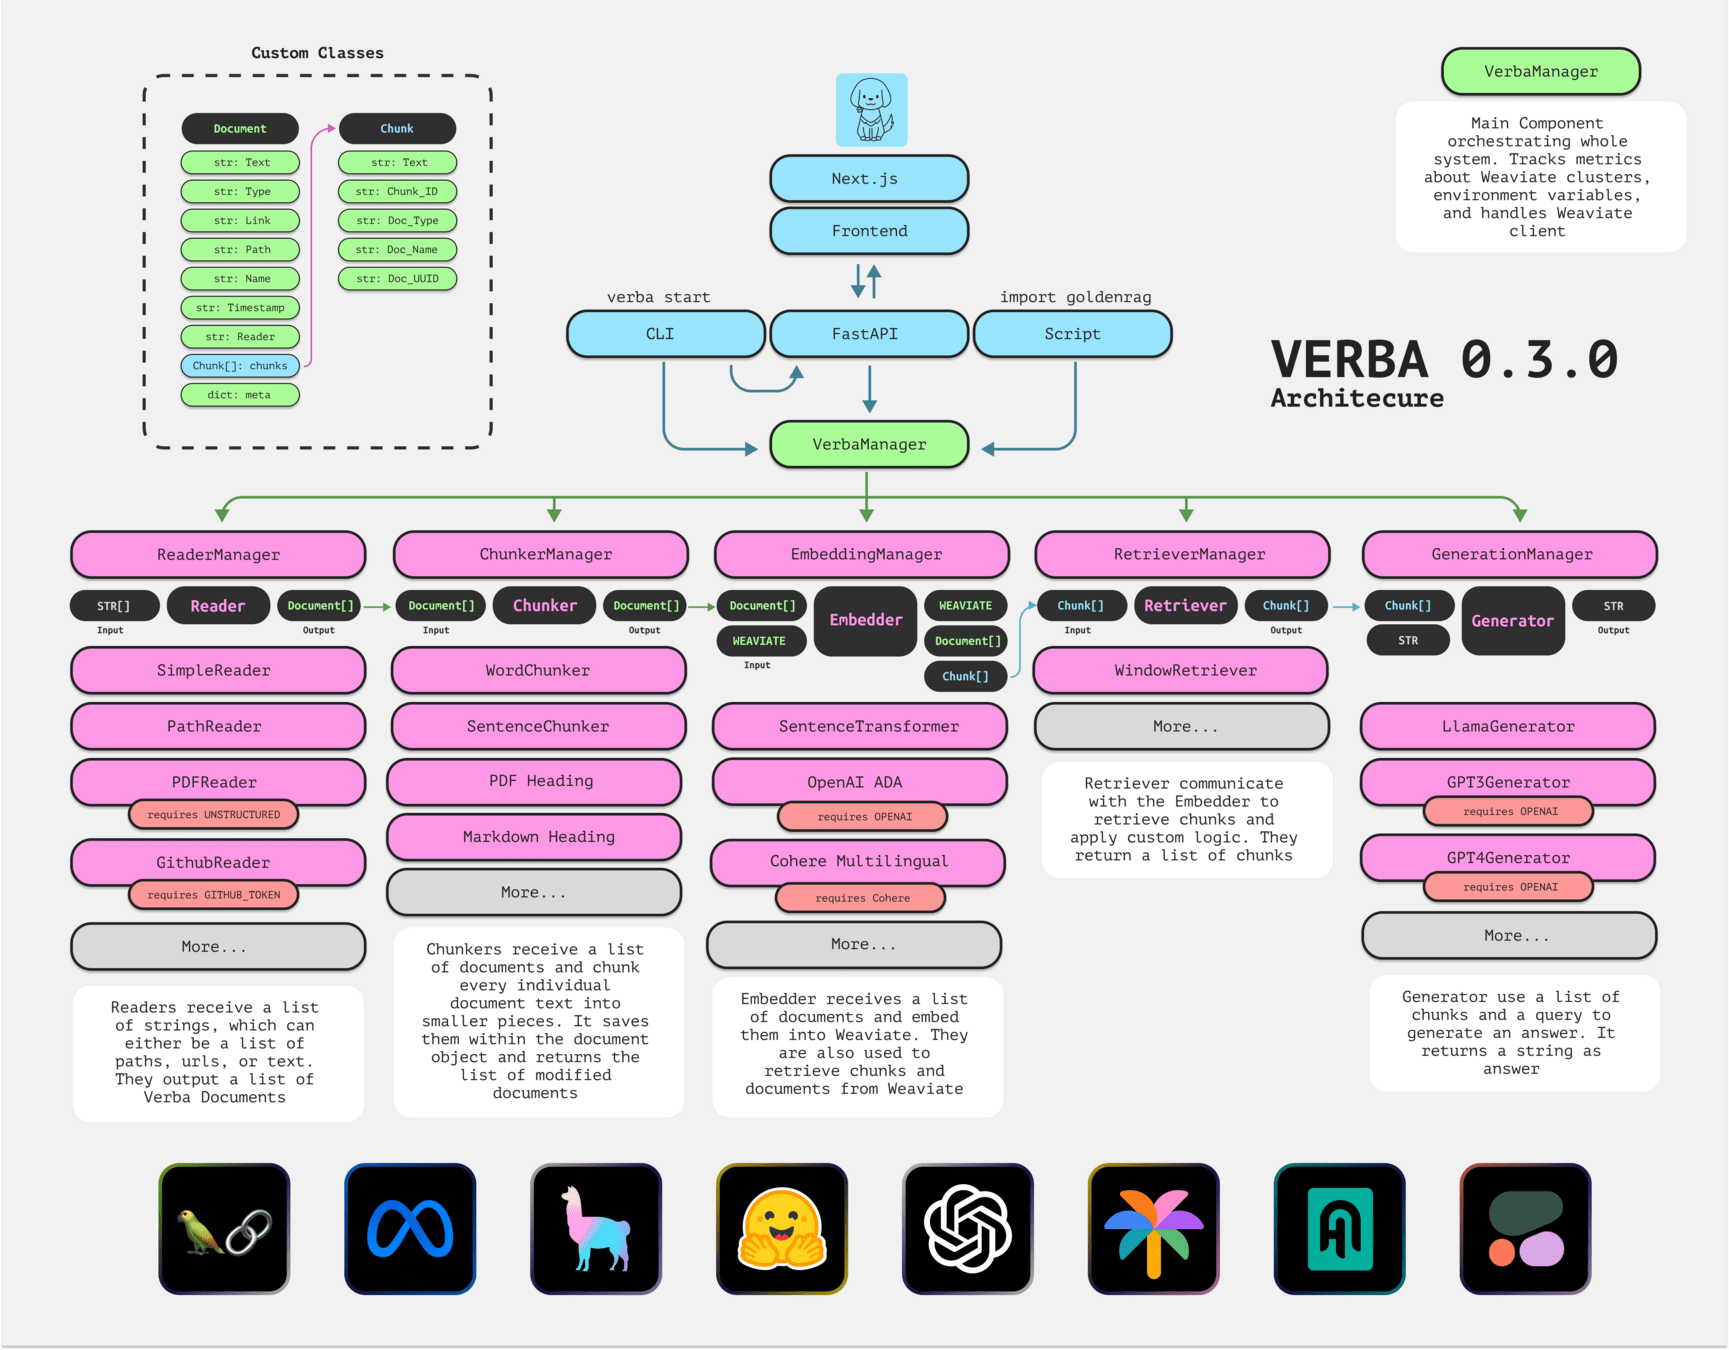 Custom Classes
Document
str: Text
str: Type
str: Link
str: Path
str: Name
str: Timestamp
str: Reader
Chunk[]: chunks
dict: meta
Chunk
str: Text
str: Chunk_ID
str: Doc_Type
str: Doc_Name
str: Doc_UUID
Next.js
Frontend
verba start
import goldenrag
CLI
FastAPI
Script
VerbaManager
VerbaManager
Main Component
orchestrating whole
system. Tracks metrics
about Weaviate clusters,
environment variables,
and handles Weaviate
client
VERBA 0.3.0
Architecure
ReaderManager
STR[]
Input
Reader
Document[]
Output
SimpleReader
PathReader
PDFReader
requires UNSTRUCTURED
GithubReader
requires GITHUB_TOKEN
More...
Readers receive a list
of strings, which can
either be a list of
paths, urls, or text.
They output a list of
Verba Documents
ChunkerManager
Document[]
Input
Chunker
Document[]
Output
WordChunker
SentenceChunker
PDF Heading
Markdown Heading
More...
Chunkers receive a list
of documents and chunk
every individual
document text into
smaller pieces. It saves
them within the document
object and returns the
list of modified
documents
EmbeddingManager
Document[]
WEAVIATE
Input
Embedder
WEAVIATE
Document[]
Chunk[]
SentenceTransformer
OpenAI ADA
requires OPENAI
Cohere Multilingual
requires Cohere
More...
Embedder receives a list
of documents and embed
them into Weaviate. They
are also used to
retrieve chunks and
documents from Weaviate
RetrieverManager
Chunk[]
Input
Retriever
Chunk[]
Output
WindowRetriever
More...
Retriever communicate
with the Embedder to
retrieve chunks and
apply custom logic. They
return a list of chunks
GenerationManager
Chunk[]
STR
Generator
STR
Output
LlamaGenerator
GPT3Generator
requires OPENAI
GPT4Generator
requires OPENAI
More...
Generator use a list of
chunks and a query to
generate an answer. It
returns a string as
answer